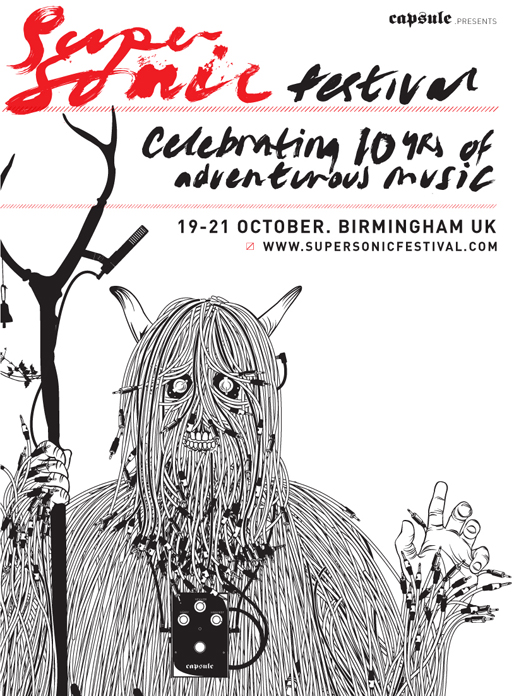 capsule .PRESENTS
Super
Sonic festival
Celebrating 10 yrs of
adventurous music
19-21 OCTOBER. BIRMINGHAM UK
WWW.SUPERSONICFESTIVAL.COM
capsule